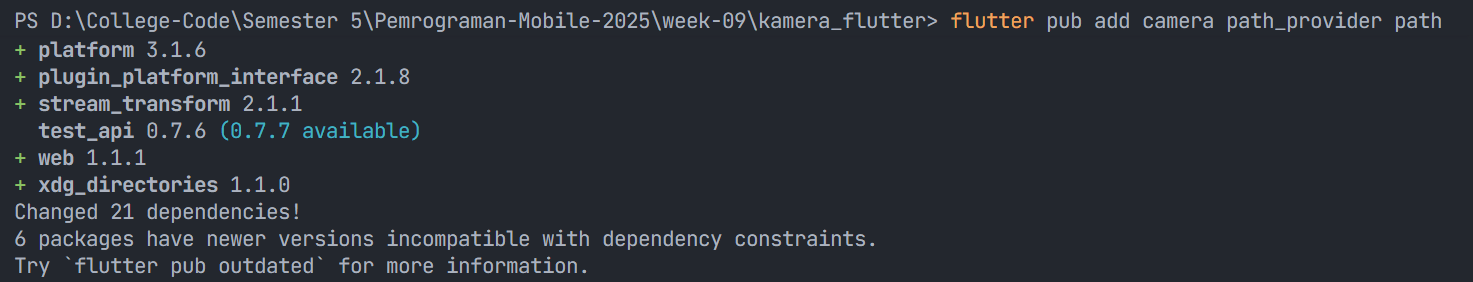 PS D:\College-Code\Semester 5\Pemrograman-Mobile-2025\week-09\kamera_flutter> flutter pub add camera path_provider path
+ platform 3.1.6
+ plugin_platform_interface 2.1.8
+ stream_transform 2.1.1
  test_api 0.7.6 (0.7.7 available)
+ web 1.1.1
+ xdg_directories 1.1.0
Changed 21 dependencies!
6 packages have newer versions incompatible with dependency constraints.
Try `flutter pub outdated` for more information.